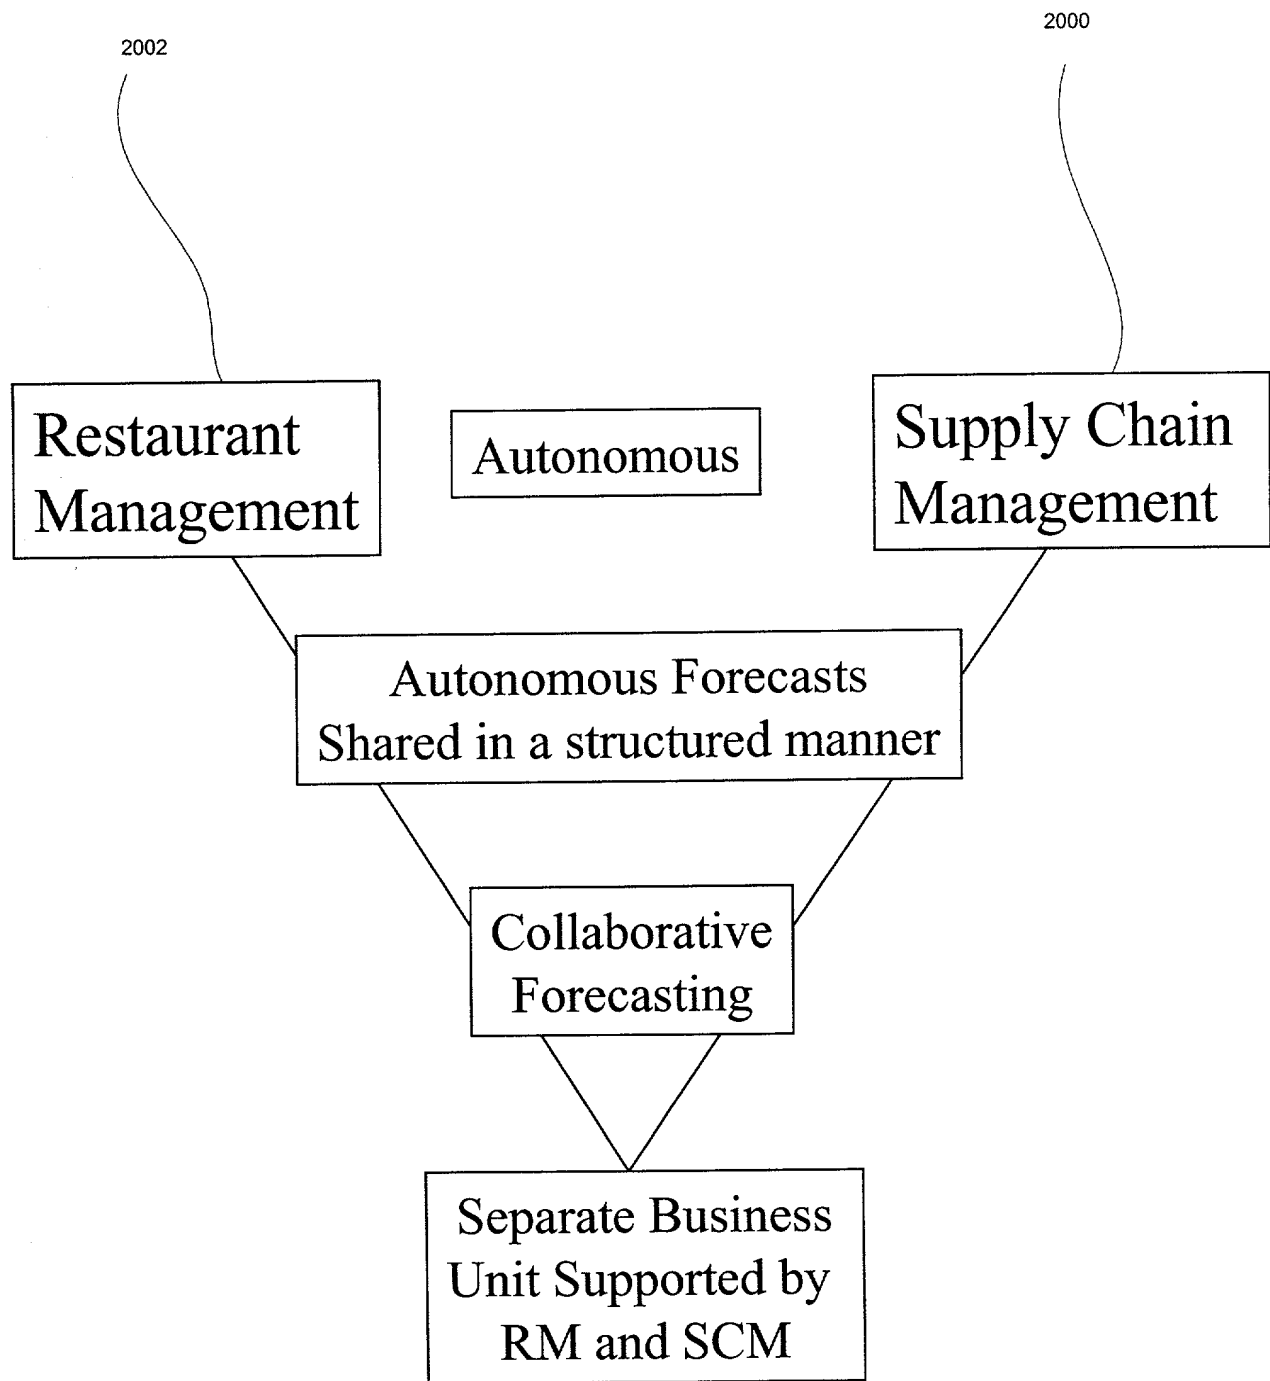 2002
2000
Restaurant
Management
Autonomous
Supply Chain
Management
Autonomous Forecasts
Shared in a structured manner
Collaborative
Forecasting
Separate Business
Unit Supported by
RM and SCM